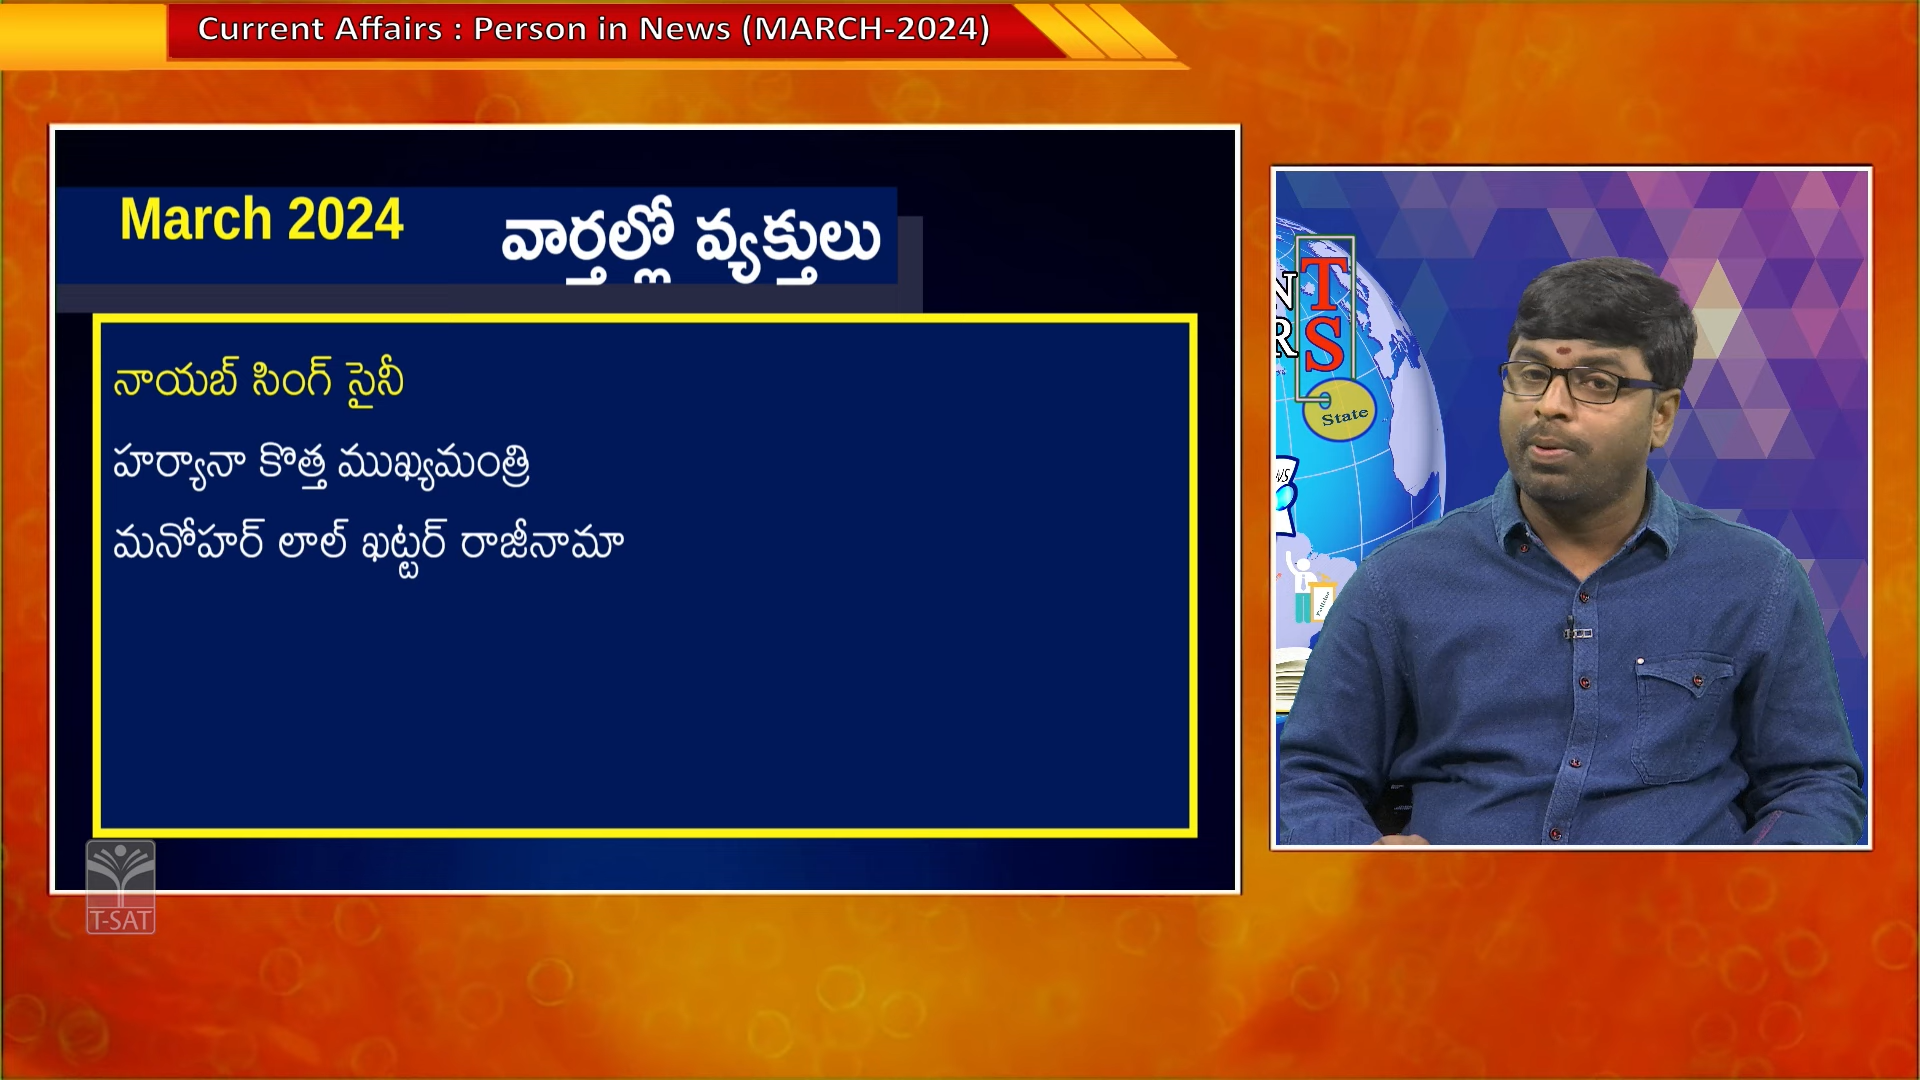 Current Affairs : Person in News (MARCH-2024)
March 2024 వార్తల్లో వ్యక్తులు
నాయబ్ సింగ్ సైనీ
హర్యానా కొత్త ముఖ్యమంత్రి
మనోహర్ లాల్ ఖట్టర్ రాజీనామా
TS
State
T-SAT